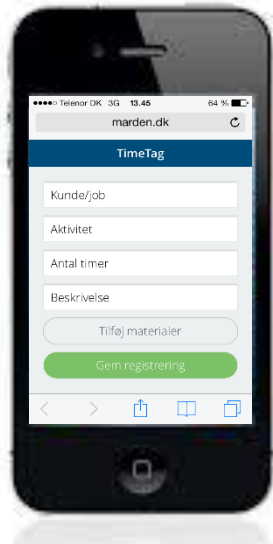 Telenor DK 3G 13.45 64 %
marden.dk
TimeTag
Kunde/job
Aktivitet
Antal timer
Beskrivelse
Tilføj materialer
Gem registrering